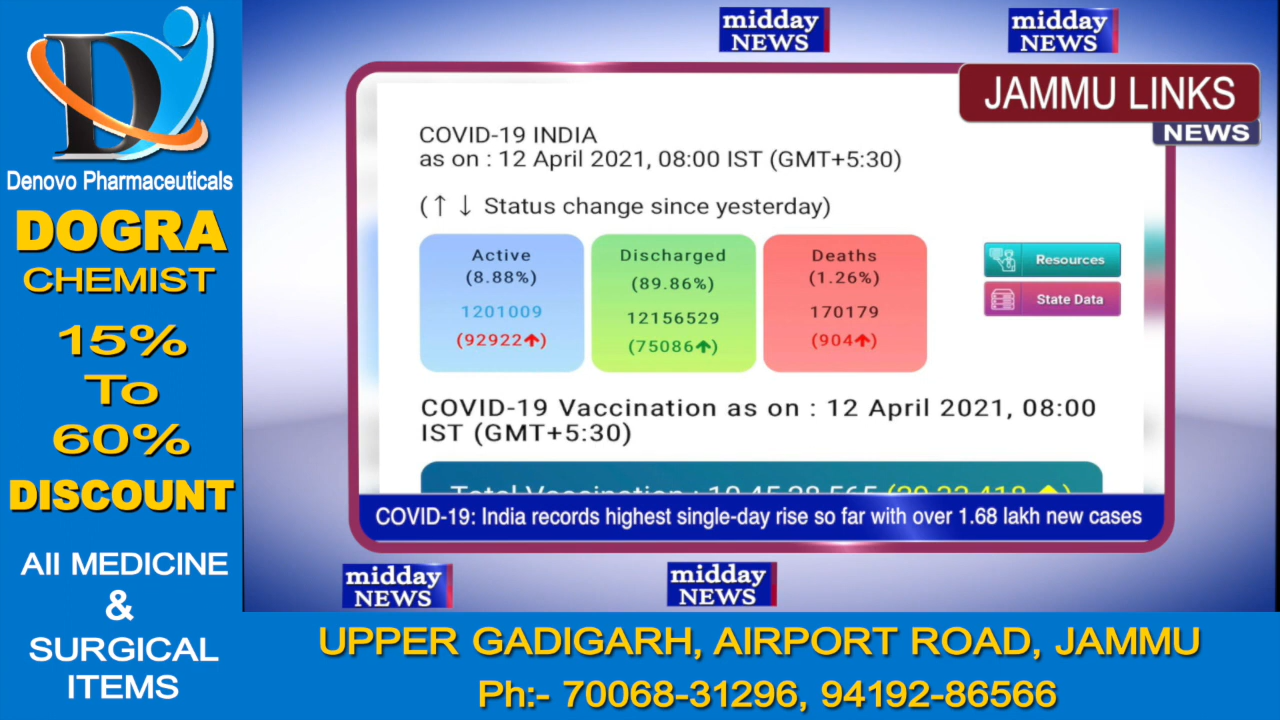 Denovo Pharmaceuticals
DOGRA
CHEMIST
15%
To
60%
DISCOUNT
All MEDICINE
&
SURGICAL
ITEMS
midday
NEWS
midday
NEWS
JAMMU LINKS
NEWS
COVID-19 INDIA
as on : 12 April 2021, 08:00 IST (GMT+5:30)
(↑ ↓ Status change since yesterday)
Active
(8.88%)
1201009
(92922↑)
Discharged
(89.86%)
12156529
(75086↑)
Deaths
(1.26%)
170179
(904↑)
Resources
State Data
COVID-19 Vaccination as on : 12 April 2021, 08:00
IST (GMT+5:30)
Total Vaccination :
COVID-19: India records highest single-day rise so far with over 1.68 lakh new cases
midday
NEWS
midday
NEWS
UPPER GADIGARH, AIRPORT ROAD, JAMMU
Ph:- 70068-31296, 94192-86566